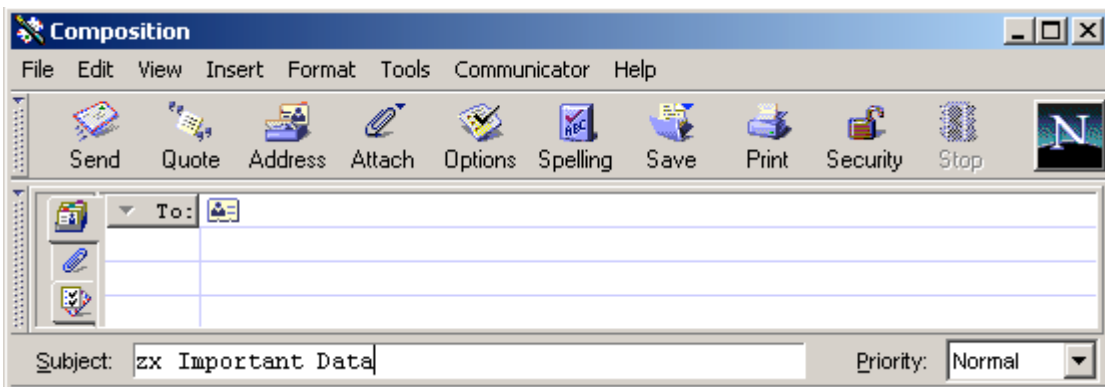 Composition
File Edit View Insert Format Tools Communicator Help
Send Quote Address Attach Options Spelling Save Print Security Stop N
To:
Subject: zx Important Data Priority: Normal